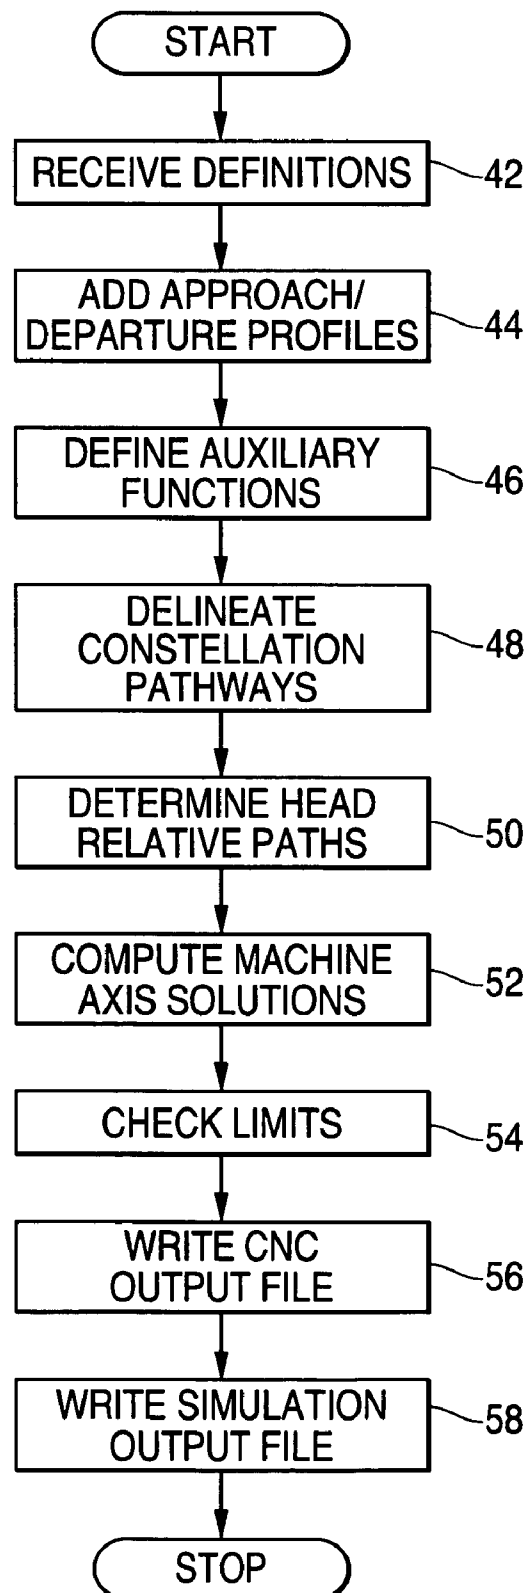 START
RECEIVE DEFINITIONS
42
ADD APPROACH/
DEPARTURE PROFILES
44
DEFINE AUXILIARY
FUNCTIONS
46
DELINEATE
CONSTELLATION
PATHWAYS
48
DETERMINE HEAD
RELATIVE PATHS
50
COMPUTE MACHINE
AXIS SOLUTIONS
52
CHECK LIMITS
54
WRITE CNC
OUTPUT FILE
56
WRITE SIMULATION
OUTPUT FILE
58
STOP